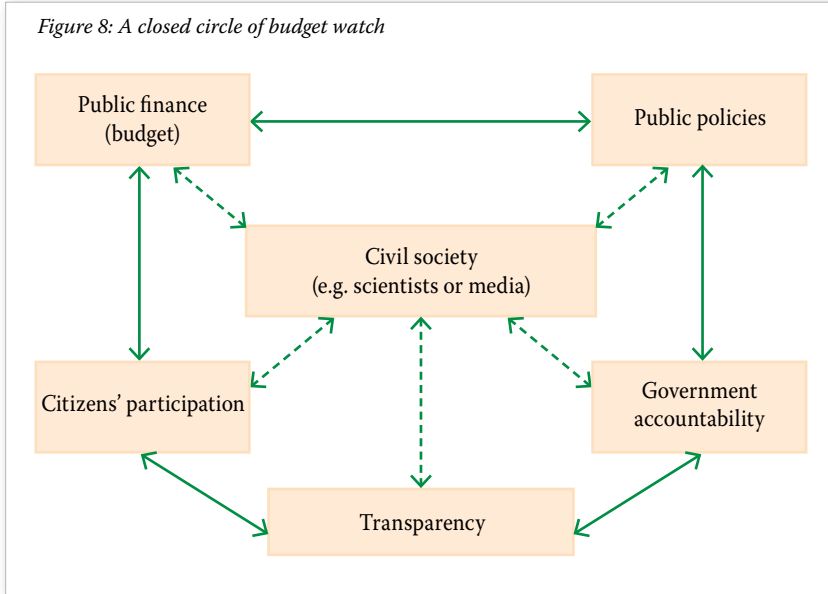 Figure 8: A closed circle of budget watch
Public finance
(budget)
Public policies
Civil society
(e.g. scientists or media)
Citizens’ participation
Government
accountability
Transparency